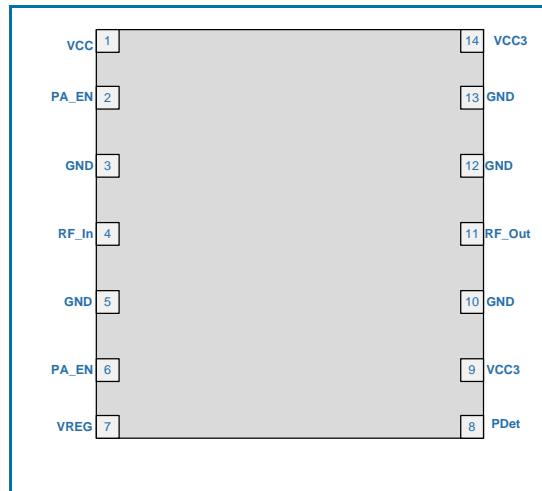 VCC 1 14 VCC3
PA_EN 2 13 GND
GND 3 12 GND
RF_In 4 11 RF_Out
GND 5 10 GND
PA_EN 6 9 VCC3
VREG 7 8 PDet